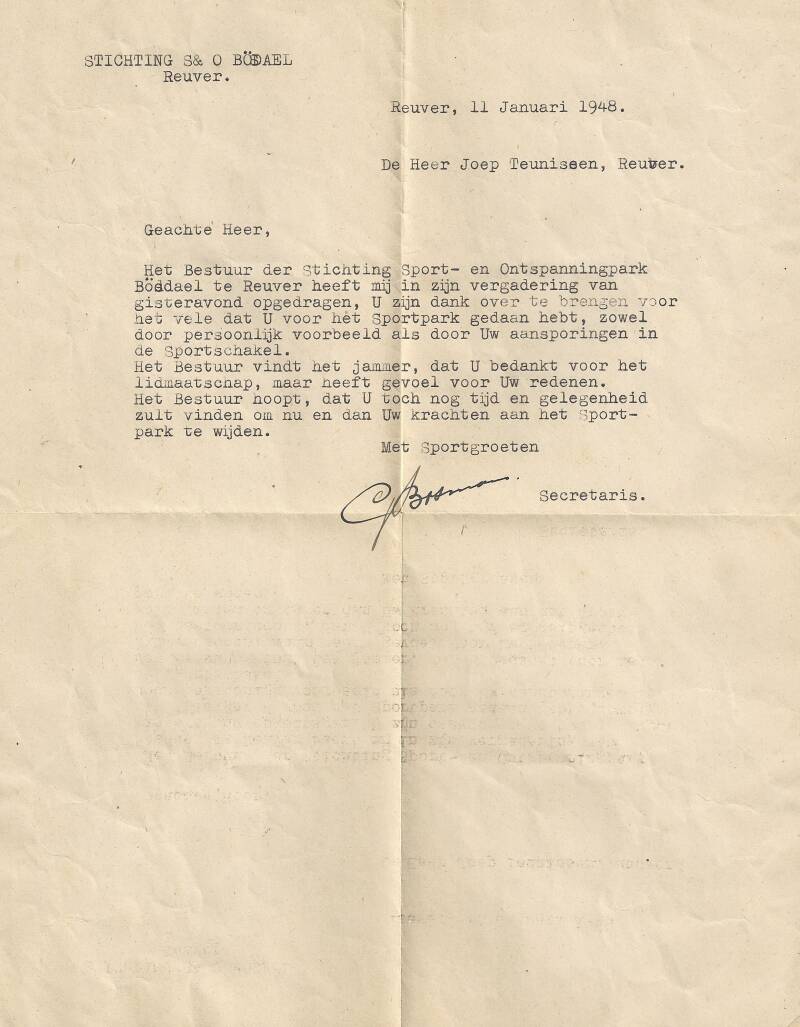 STICHTING S& O BÖDAEL
Reuver.
Reuver, 11 Januari 1948.
De Heer Joep Teunissen, Reuver.
Geachte Heer,
Het Bestuur der Stichting Sport- en Ontspanningpark
Bödael te Reuver heeft mij in zijn vergadering van
gisteravond opgedragen, U zijn dank over te brengen voor
het vele dat U voor het Sportpark gedaan hebt, zowel
door persoonlijk voorbeeld als door Uw aansporingen in
de Sportschakel.
Het Bestuur vindt het jammer, dat U bedankt voor het
lidmaatschap, maar heeft gevoel voor Uw redenen.
Het Bestuur hoopt, dat U toch nog tijd en gelegenheid
zult vinden om nu en dan Uw krachten aan het Sport-
park te wijden.
Met Sportgroeten
Bosman
Secretaris.